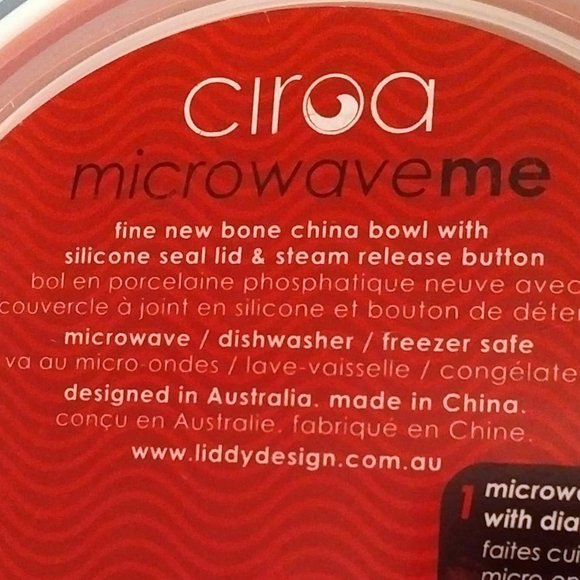 ciroa
microwaveme
fine new bone china bowl with
silicone seal lid & steam release button
bol en porcelaine phosphatique neuve avec
couvercle à joint en silicone et bouton de
microwave / dishwasher / freezer safe
va au micro-ondes / lave-vaisselle /
designed in Australia. made in China.
conçu en Australie. fabriqué en Chine.
www.liddydesign.com.au
1
with
faites